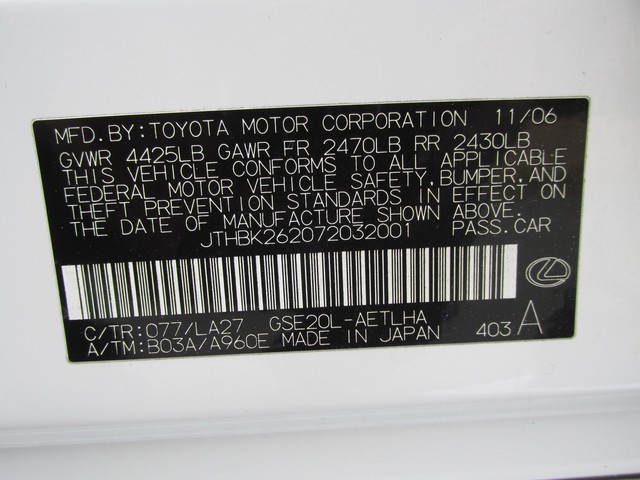 MFD. BY: TOYOTA MOTOR CORPORATION 11/06
GVWR 4425LB GAWR FR 2470LB RR 2430LB
THIS VEHICLE CONFORMS TO ALL APPLICABLE
FEDERAL MOTOR VEHICLE SAFETY, BUMPER, AND
THEFT PREVENTION STANDARDS IN EFFECT ON
THE DATE OF MANUFACTURE SHOWN ABOVE.
JTHBK262072032001 PASS. CAR
C/TR: 077/LA27 GSE20L-AETLHA
A/TM: B03A/A960E MADE IN JAPAN 403 A